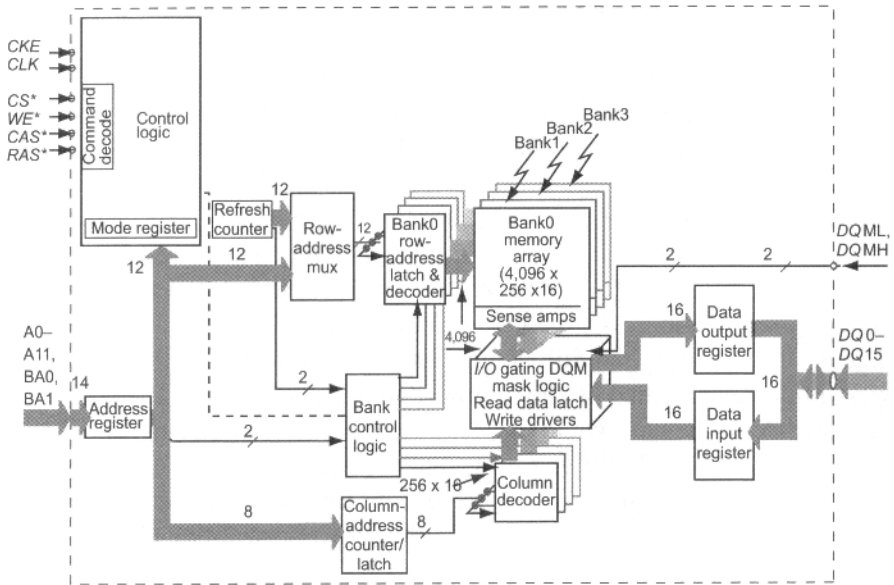 CKE
CLK
CS*
WE*
CAS*
RAS*
Command
decode
Control
logic
Mode register
Bank3
Bank2
Bank1
12
Refresh
counter
12
12
Row-
address
mux
12
Bank0
row-
address
latch &
decoder
Bank0
memory
array
(4,096 x
256 x16)
Sense amps
2
2
DQML,
DQMH
4,096
16
Data
output
register
16
DQ0–
DQ15
A0–
A11,
BA0,
BA1
14
Address
register
2
2
Bank
control
logic
I/O gating DQM
mask logic
Read data latch
Write drivers
16
Data
input
register
256 x 16
Column
decoder
8
Column-
address
counter/
latch
8